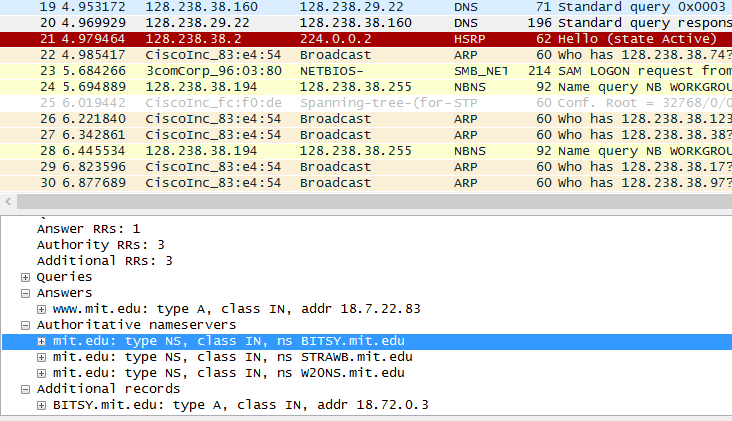 19 4.953172 128.238.38.160 128.238.29.22 DNS 71 Standard query 0x0003
20 4.969929 128.238.29.22 128.238.38.160 DNS 196 Standard query respons
21 4.979464 128.238.38.2 224.0.0.2 HSRP 62 Hello (state Active)
22 4.985417 CiscoInc_83:e4:54 Broadcast ARP 60 Who has 128.238.38.74?
23 5.684266 3comCorp_96:03:80 NETBIOS- SMB_NET 214 SAM LOGON request from
24 5.694889 128.238.38.194 128.238.38.255 NBNS 92 Name query NB WORKGROU
25 6.019442 CiscoInc_fc:f0:de Spanning-tree-(for- STP 60 Conf. Root = 32768/0/0
26 6.221840 CiscoInc_83:e4:54 Broadcast ARP 60 Who has 128.238.38.123
27 6.342861 CiscoInc_83:e4:54 Broadcast ARP 60 Who has 128.238.38.38?
28 6.445534 128.238.38.194 128.238.38.255 NBNS 92 Name query NB WORKGROU
29 6.823596 CiscoInc_83:e4:54 Broadcast ARP 60 Who has 128.238.38.17?
30 6.877689 CiscoInc_83:e4:54 Broadcast ARP 60 Who has 128.238.38.97?
Answer RRs: 1
Authority RRs: 3
Additional RRs: 3
Queries
Answers
www.mit.edu: type A, class IN, addr 18.7.22.83
Authoritative nameservers
mit.edu: type NS, class IN, ns BITSY.mit.edu
mit.edu: type NS, class IN, ns STRAWB.mit.edu
mit.edu: type NS, class IN, ns W20NS.mit.edu
Additional records
BITSY.mit.edu: type A, class IN, addr 18.72.0.3